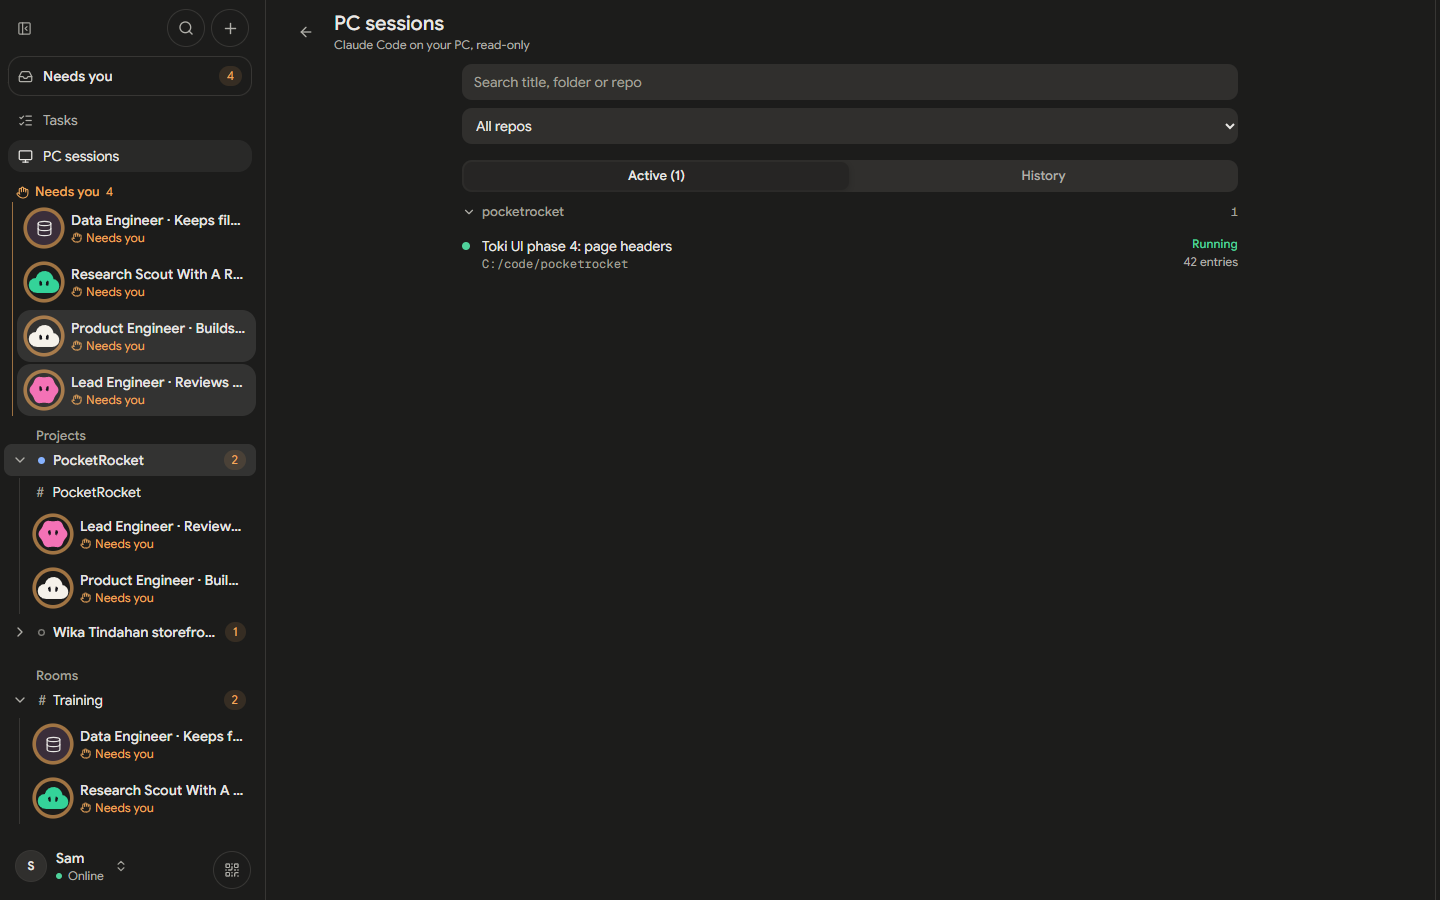 Needs you 4
Tasks
PC sessions
Needs you 4
Data Engineer · Keeps fil...
Needs you
Research Scout With A R...
Needs you
Product Engineer · Builds...
Needs you
Lead Engineer · Reviews ...
Needs you
Projects
PocketRocket 2
# PocketRocket
Lead Engineer · Review...
Needs you
Product Engineer · Buil...
Needs you
Wika Tindahan storefro... 1
Rooms
# Training 2
Data Engineer · Keeps f...
Needs you
Research Scout With A ...
Needs you
S Sam
Online
PC sessions
Claude Code on your PC, read-only
Search title, folder or repo
All repos
Active (1) History
pocketrocket 1
Toki UI phase 4: page headers Running
C:/code/pocketrocket 42 entries